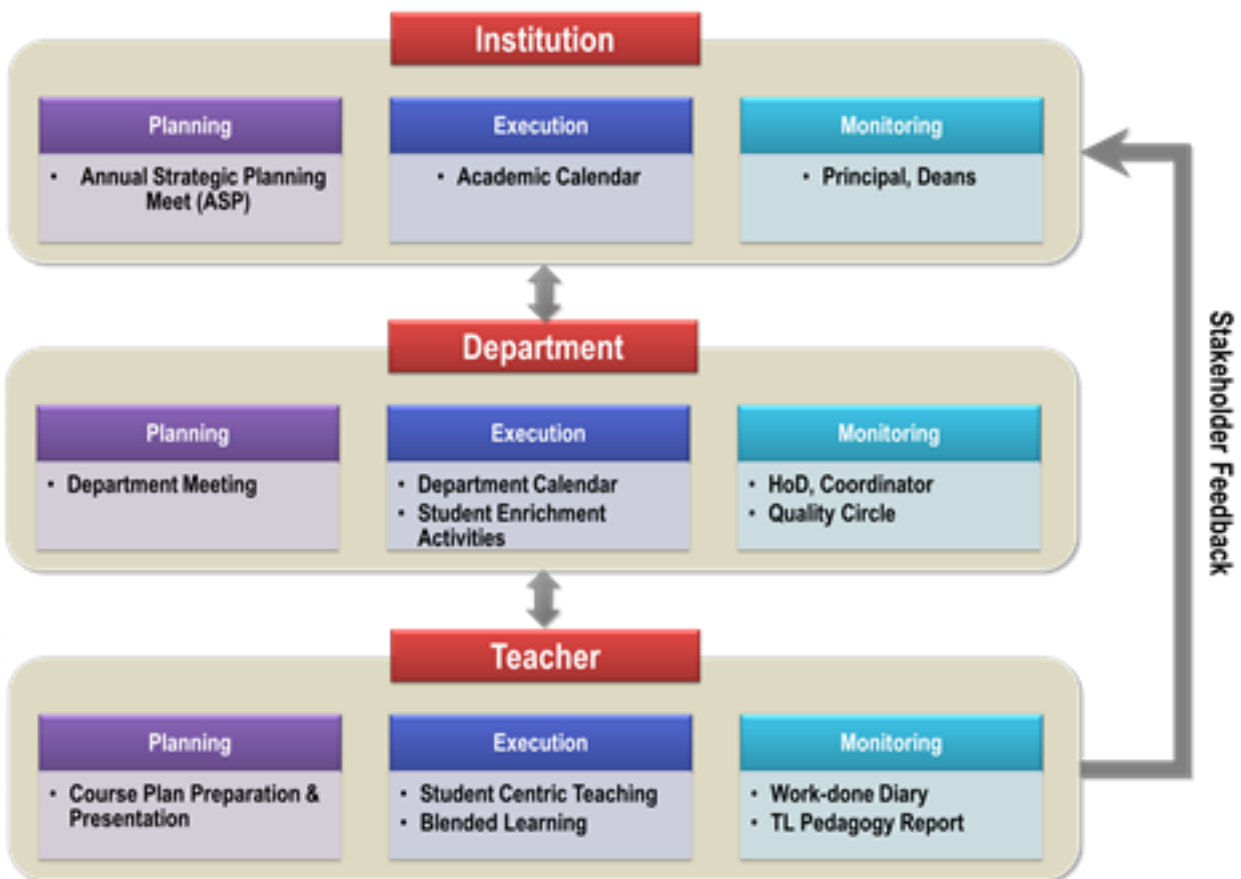 Institution
Planning
• Annual Strategic Planning
Meet (ASP)
Execution
• Academic Calendar
Monitoring
• Principal, Deans
Department
Planning
• Department Meeting
Execution
• Department Calendar
• Student Enrichment
Activities
Monitoring
• HoD, Coordinator
• Quality Circle
Teacher
Planning
• Course Plan Preparation &
Presentation
Execution
• Student Centric Teaching
• Blended Learning
Monitoring
• Work-done Diary
• TL Pedagogy Report
Stakeholder Feedback